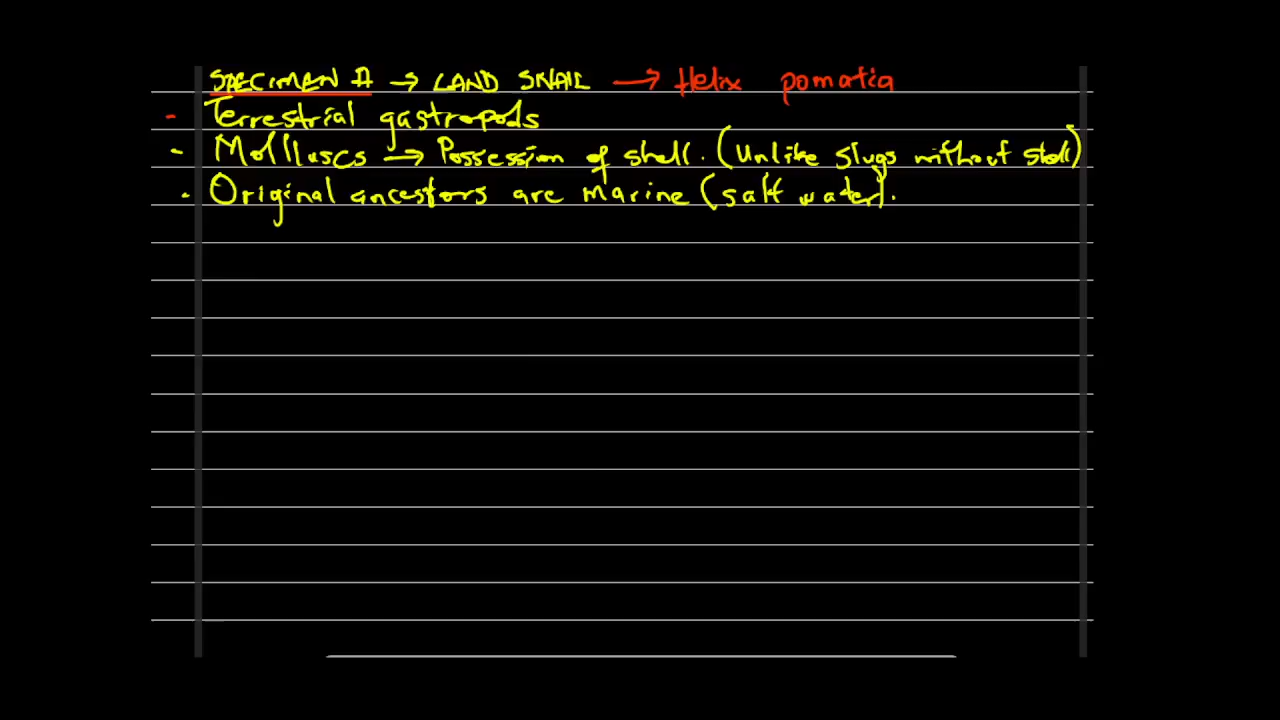 SPECIMEN A → LAND SNAIL → Helix pomatia
- Terrestrial gastropods
- Mollluscs → Possession of shell. (Unlike slugs without shell)
- Original ancestors are marine (salt water).